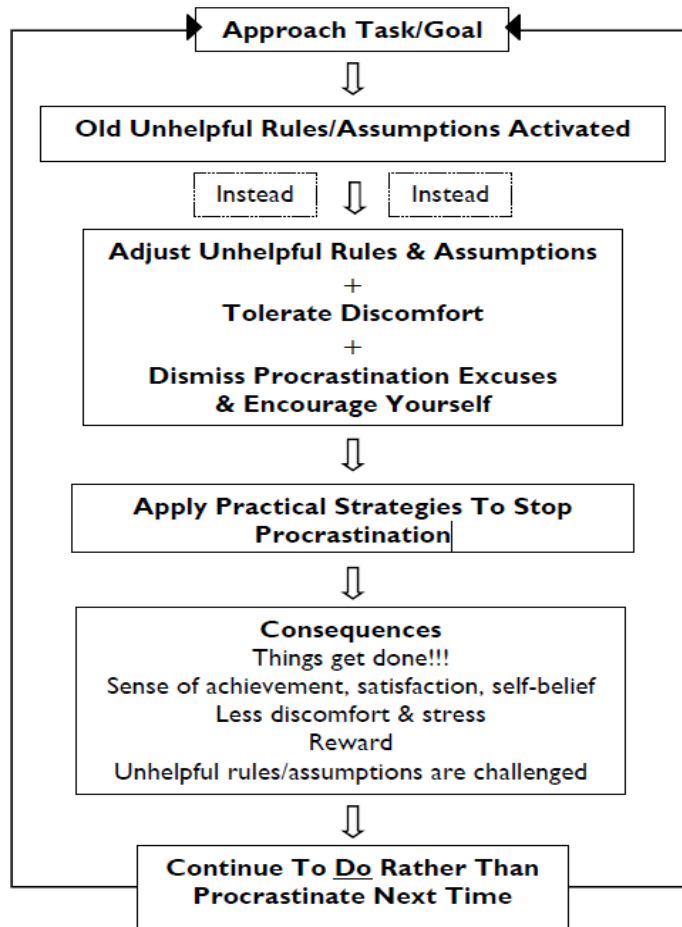 Approach Task/Goal
Old Unhelpful Rules/Assumptions Activated
Instead Instead
Adjust Unhelpful Rules & Assumptions
+
Tolerate Discomfort
+
Dismiss Procrastination Excuses
& Encourage Yourself
Apply Practical Strategies To Stop
Procrastination
Consequences
Things get done!!!
Sense of achievement, satisfaction, self-belief
Less discomfort & stress
Reward
Unhelpful rules/assumptions are challenged
Continue To Do Rather Than
Procrastinate Next Time